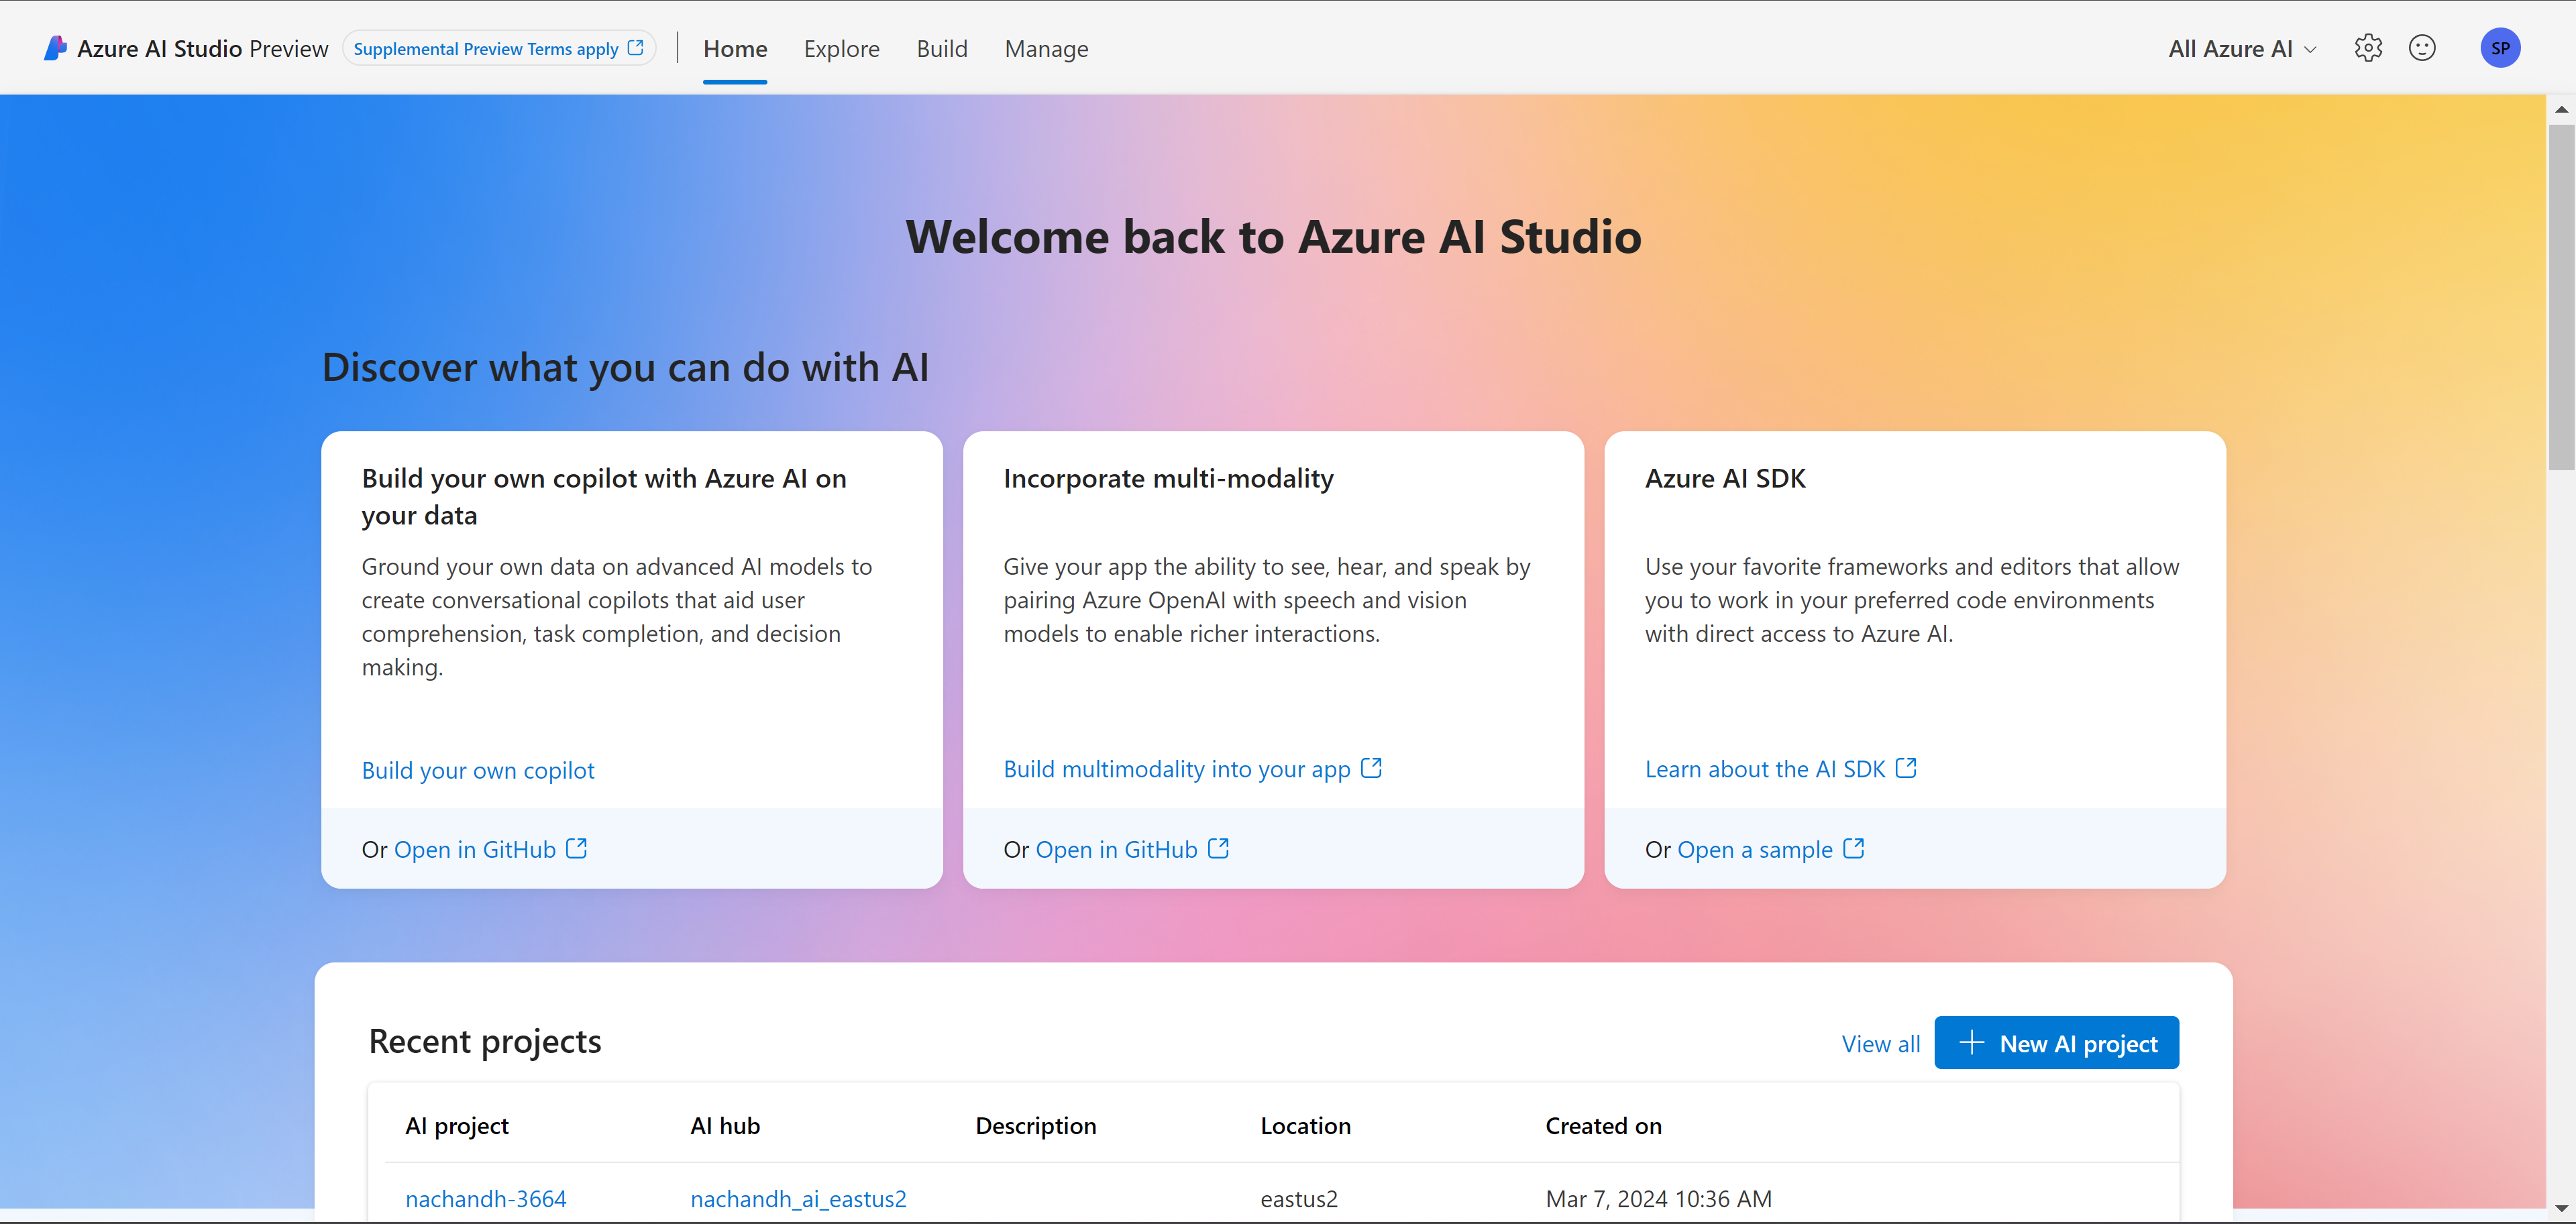 Azure AI Studio Preview Supplemental Preview Terms apply Home Explore Build Manage All Azure AI SP
Welcome back to Azure AI Studio
Discover what you can do with AI
Build your own copilot with Azure AI on
your data
Ground your own data on advanced AI models to
create conversational copilots that aid user
comprehension, task completion, and decision
making.
Build your own copilot
Or Open in GitHub
Incorporate multi-modality
Give your app the ability to see, hear, and speak by
pairing Azure OpenAI with speech and vision
models to enable richer interactions.
Build multimodality into your app
Or Open in GitHub
Azure AI SDK
Use your favorite frameworks and editors that allow
you to work in your preferred code environments
with direct access to Azure AI.
Learn about the AI SDK
Or Open a sample
Recent projects View all New AI project
AI project AI hub Description Location Created on
nachandh-3664 nachandh_ai_eastus2 eastus2 Mar 7, 2024 10:36 AM